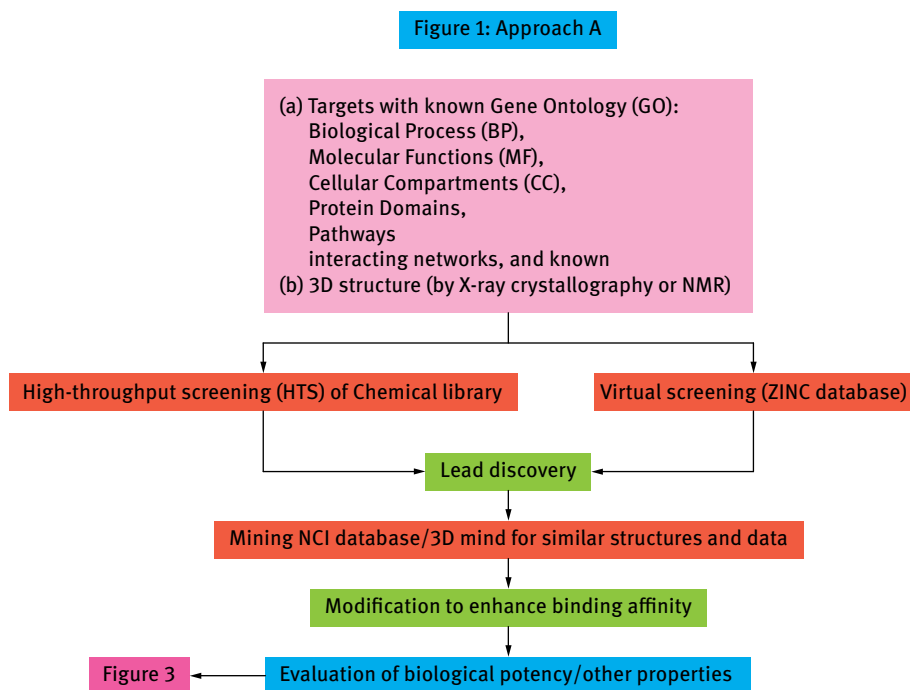 Figure 1: Approach A
(a) Targets with known Gene Ontology (GO):
Biological Process (BP),
Molecular Functions (MF),
Cellular Compartments (CC),
Protein Domains,
Pathways
interacting networks, and known
(b) 3D structure (by X-ray crystallography or NMR)
High-throughput screening (HTS) of Chemical library
Virtual screening (ZINC database)
Lead discovery
Mining NCI database/3D mind for similar structures and data
Modification to enhance binding affinity
Figure 3
Evaluation of biological potency/other properties